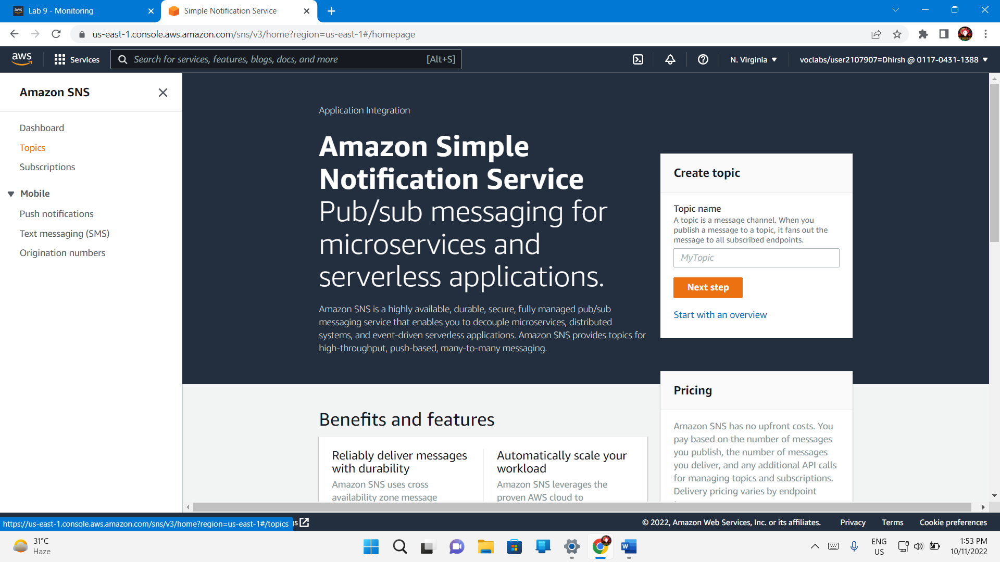 aws Lab 9 - Monitoring
Simple Notification Service
us-east-1.console.aws.amazon.com/sns/v3/home?region=us-east-1#/homepage
aws
Services
Search for services, features, blogs, docs, and more [Alt+S]
N. Virginia
voclabs/user2107907=Dhirsh @ 0117-0431-1388
Amazon SNS
Dashboard
Topics
Subscriptions
Mobile
Push notifications
Text messaging (SMS)
Origination numbers
Application Integration
Amazon Simple
Notification Service
Pub/sub messaging for
microservices and
serverless applications.
Amazon SNS is a highly available, durable, secure, fully managed pub/sub
messaging service that enables you to decouple microservices, distributed
systems, and event-driven serverless applications. Amazon SNS provides topics for
high-throughput, push-based, many-to-many messaging.
Create topic
Topic name
A topic is a message channel. When you
publish a message to a topic, it fans out the
message to all subscribed endpoints.
MyTopic
Next step
Start with an overview
Benefits and features
Reliably deliver messages
with durability
Amazon SNS uses cross
availability zone message
Automatically scale your
workload
Amazon SNS leverages the
proven AWS cloud to
Pricing
Amazon SNS has no upfront costs. You
pay based on the number of messages
you publish, the number of messages
you deliver, and any additional API calls
for managing topics and subscriptions.
Delivery pricing varies by endpoint
https://us-east-1.console.aws.amazon.com/sns/v3/home?region=us-east-1#/topics
© 2022, Amazon Web Services, Inc. or its affiliates.
Privacy
Terms
Cookie preferences
31°C
Haze
W
ENG
US
1:53 PM
10/11/2022